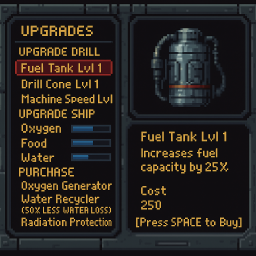 UPGRADES
UPGRADE DRILL
Fuel Tank Lvl 1
Drill Cone Lvl 1
Machine Speed Lvl
UPGRADE SHIP
Oxygen
Food
Water
PURCHASE
Oxygen Generator
Water Recycler
(50% LESS WATER LOSS)
Radiation Protection
Fuel Tank Lvl 1
Increases fuel
capacity by 25%
Cost
250
[Press SPACE to Buy]